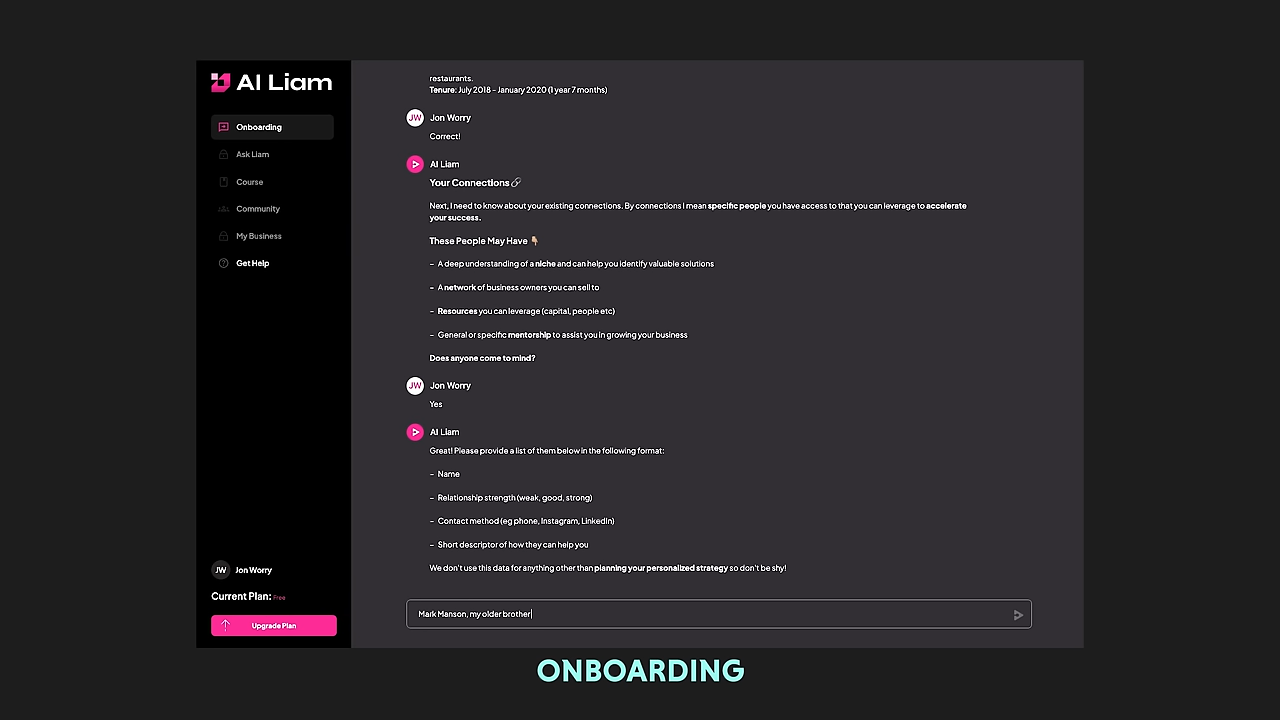 AI Liam
Onboarding
Ask Liam
Course
Community
My Business
Get Help
JW Jon Worry
Current Plan: Free
Upgrade Plan
restaurants.
Tenure: July 2018 - January 2020 (1 year 7 months)
JW Jon Worry
Correct!
AI Liam
Your Connections 🔗
Next, I need to know about your existing connections. By connections I mean specific people you have access to that you can leverage to accelerate
your success.
These People May Have 👇🏼
- A deep understanding of a niche and can help you identify valuable solutions
- A network of business owners you can sell to
- Resources you can leverage (capital, people etc)
- General or specific mentorship to assist you in growing your business
Does anyone come to mind?
JW Jon Worry
Yes
AI Liam
Great! Please provide a list of them below in the following format:
- Name
- Relationship strength (weak, good, strong)
- Contact method (eg phone, Instagram, LinkedIn)
- Short descriptor of how they can help you
We don't use this data for anything other than planning your personalized strategy so don't be shy!
Mark Manson, my older brother
ONBOARDING